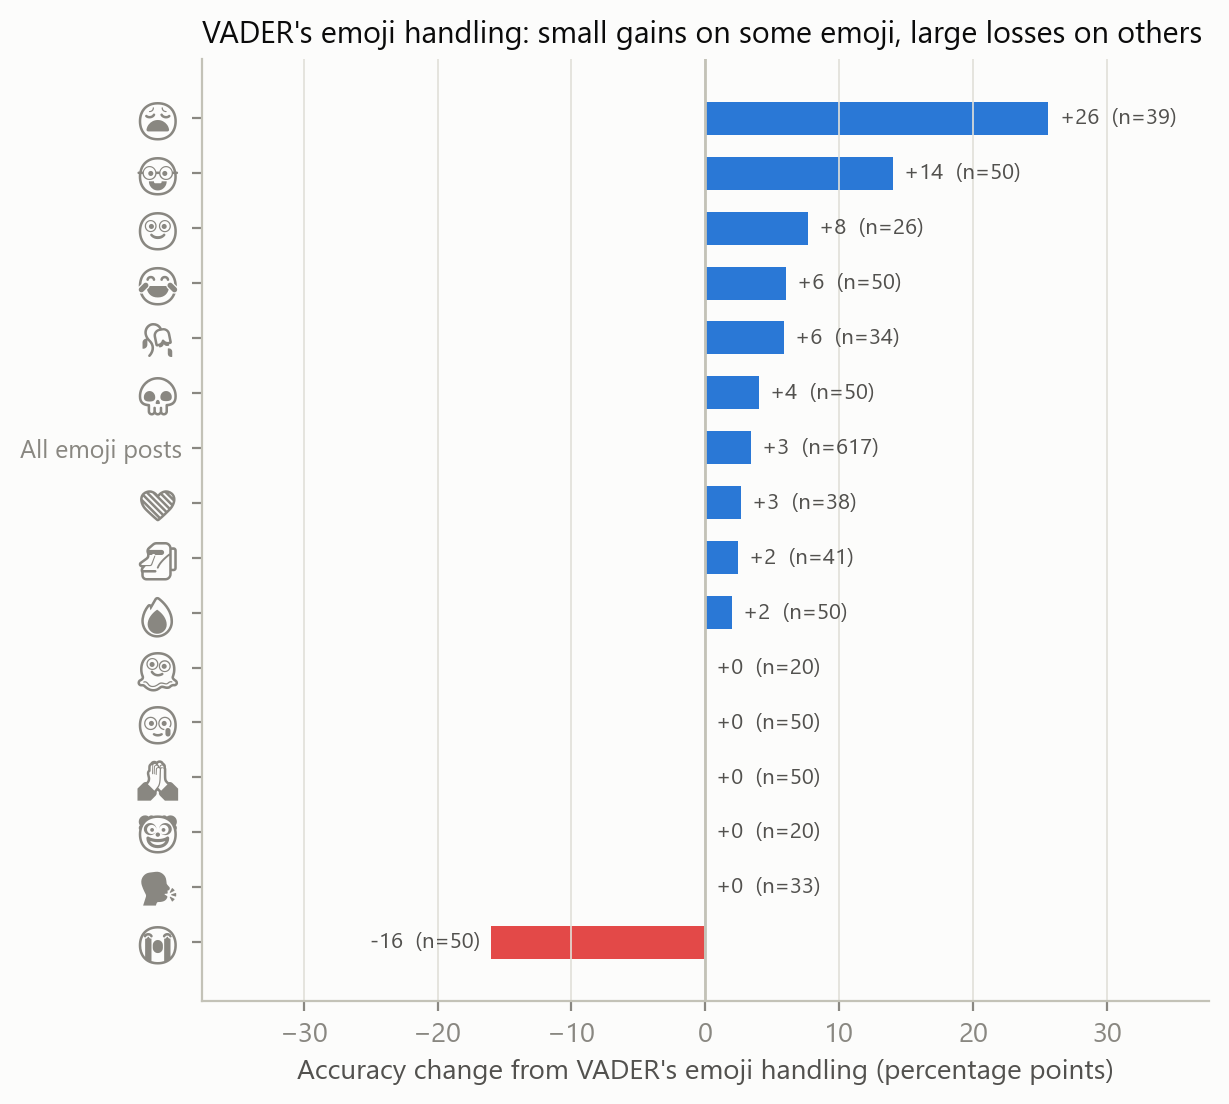 VADER's emoji handling: small gains on some emoji, large losses on others
+26 (n=39)
+14 (n=50)
+8 (n=26)
+6 (n=50)
+6 (n=34)
+4 (n=50)
All emoji posts +3 (n=617)
+3 (n=38)
+2 (n=41)
+2 (n=50)
+0 (n=20)
+0 (n=50)
+0 (n=50)
+0 (n=20)
+0 (n=33)
-16 (n=50)
−30 −20 −10 0 10 20 30
Accuracy change from VADER's emoji handling (percentage points)